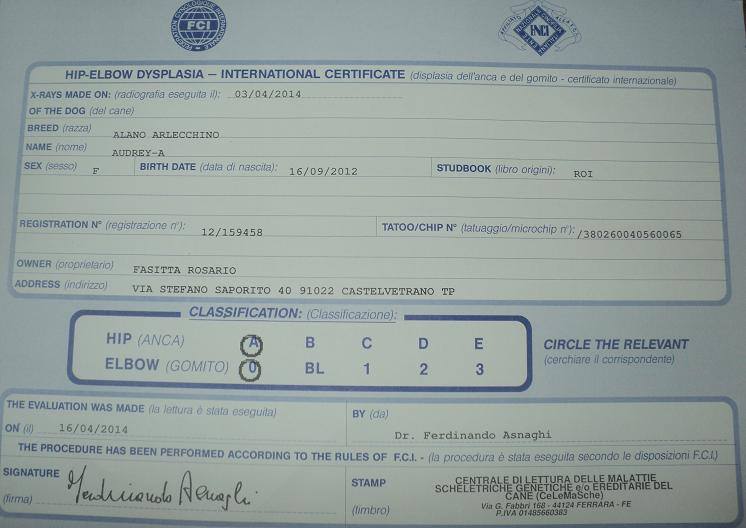 FCI
ENCI
HIP-ELBOW DYSPLASIA – INTERNATIONAL CERTIFICATE (displasia dell'anca e del gomito - certificato internazionale)
X-RAYS MADE ON: (radiografia eseguita il): 03/04/2014
OF THE DOG (del cane)
BREED (razza) ALANO ARLECCHINO
NAME (nome) AUDREY-A
SEX (sesso) F BIRTH DATE (data di nascita): 16/09/2012 STUDBOOK (libro origini): ROI
REGISTRATION N° (registrazione n°): 12/159458 TATOO/CHIP N° (tatuaggio/microchip n°): /380260040560065
OWNER (proprietario) FASITTA ROSARIO
ADDRESS (indirizzo) VIA STEFANO SAPORITO 40 91022 CASTELVETRANO TP
CLASSIFICATION: (Classificazione):
HIP (ANCA) A B C D E
ELBOW (GOMITO) 0 BL 1 2 3
CIRCLE THE RELEVANT
(cerchiare il corrispondente)
THE EVALUATION WAS MADE (la lettura è stata eseguita)
ON (il) 16/04/2014
BY (da)
Dr. Ferdinando Asnaghi
THE PROCEDURE HAS BEEN PERFORMED ACCORDING TO THE RULES OF F.C.I. - (la procedura è stata eseguita secondo le disposizioni F.C.I.)
SIGNATURE
(firma)
Ferdinando Asnaghi
STAMP
(timbro)
CENTRALE DI LETTURA DELLE MALATTIE
SCHELETRICHE GENETICHE e/o EREDITARIE DEL
CANE (CeLeMaSche)
Via G. Fabbri 168 - 44124 FERRARA - FE
P.IVA 01485660383